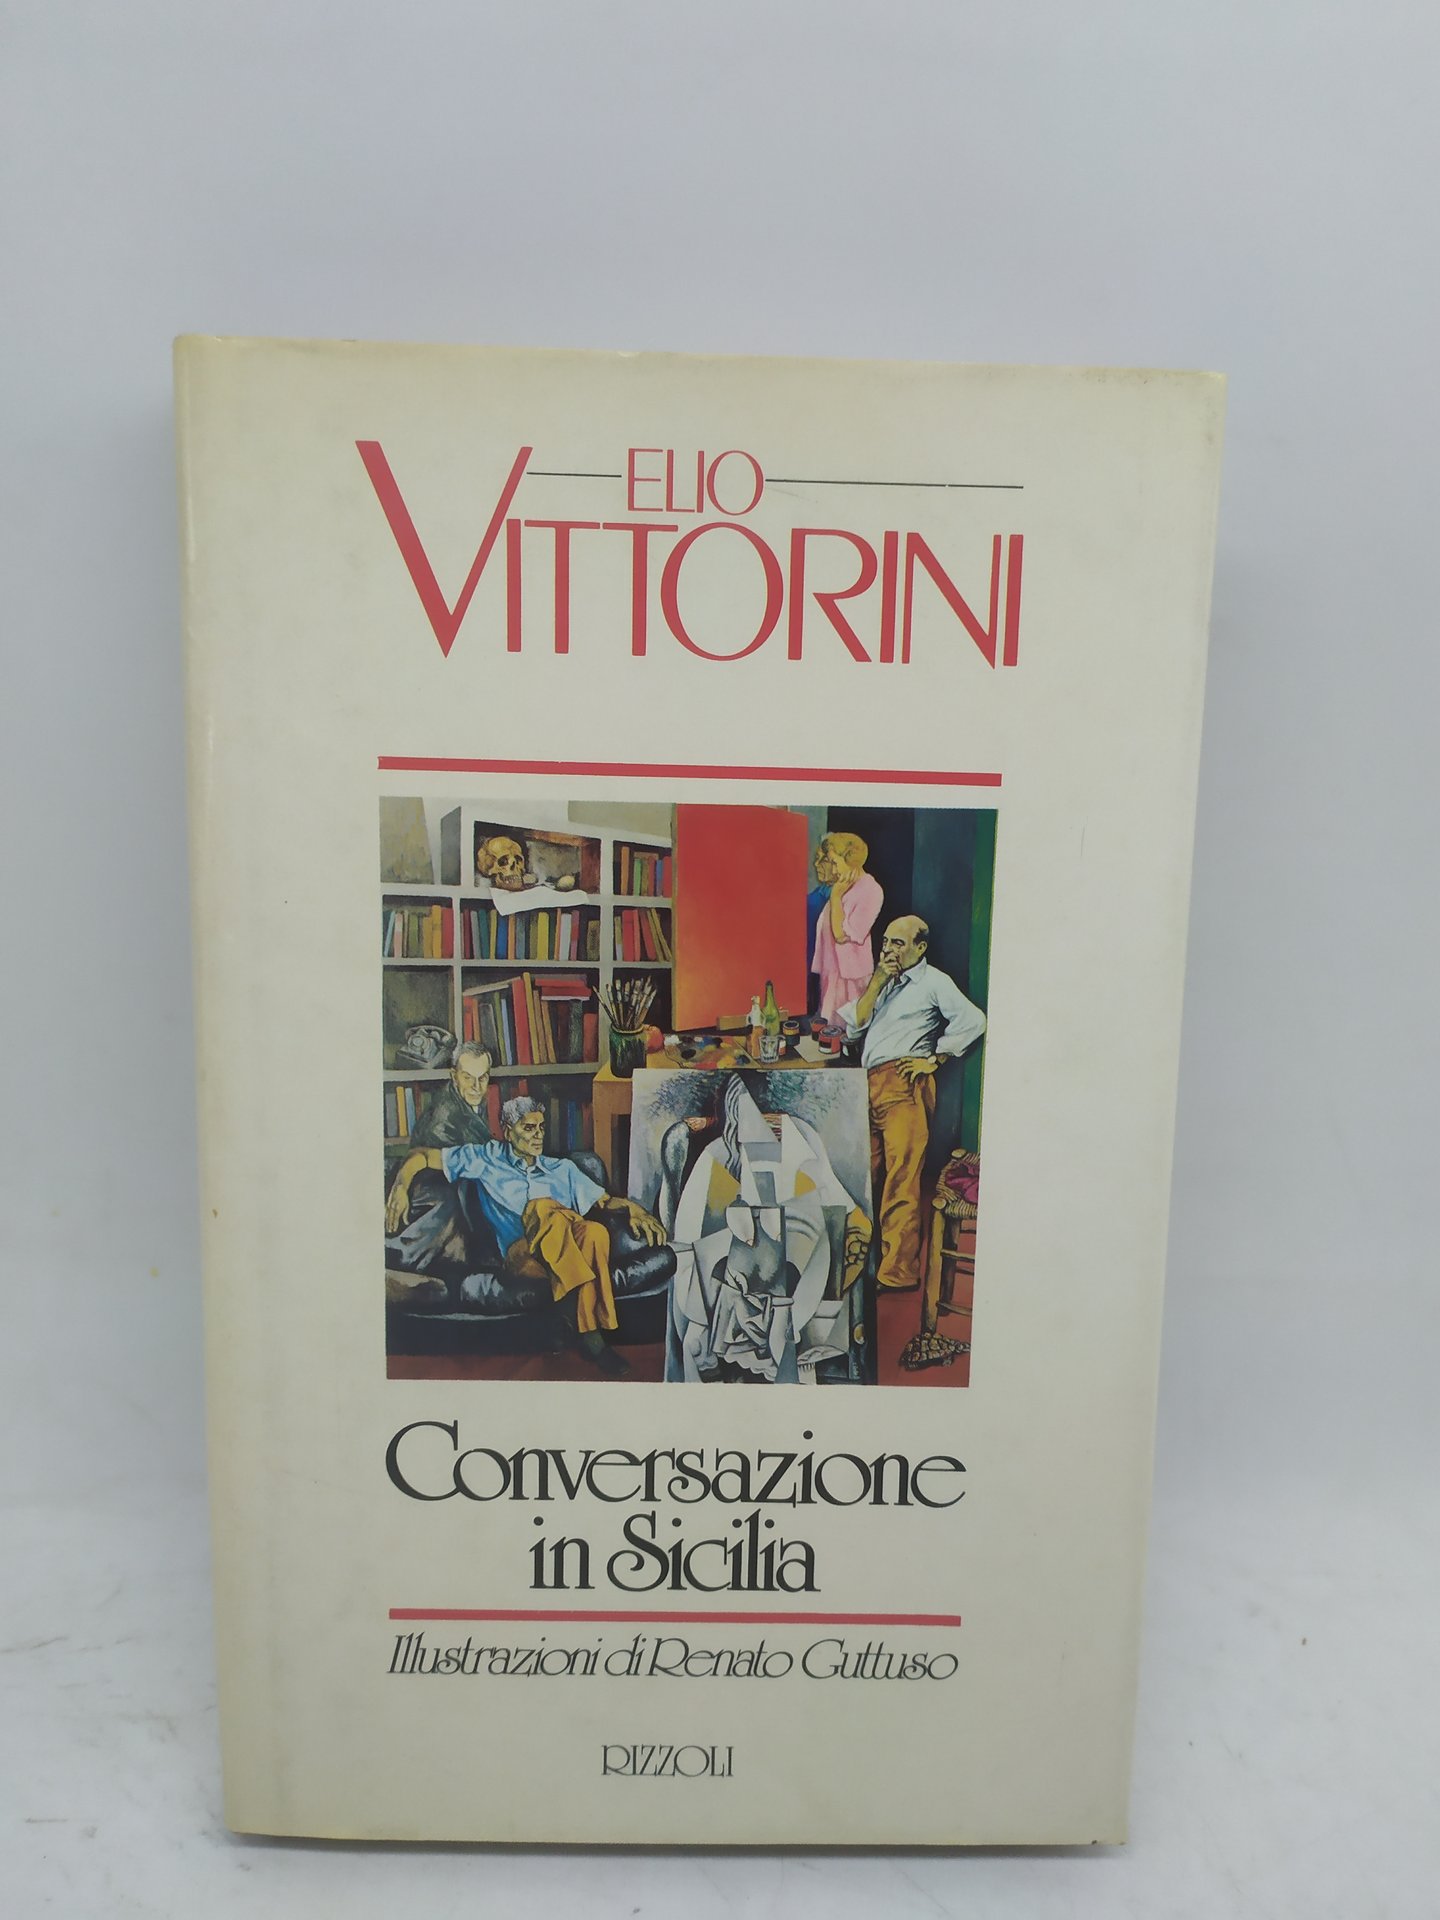 ELIO
VITTORINI
Conversazione
in Sicilia
Illustrazioni di Renato Guttuso
RIZZOLI